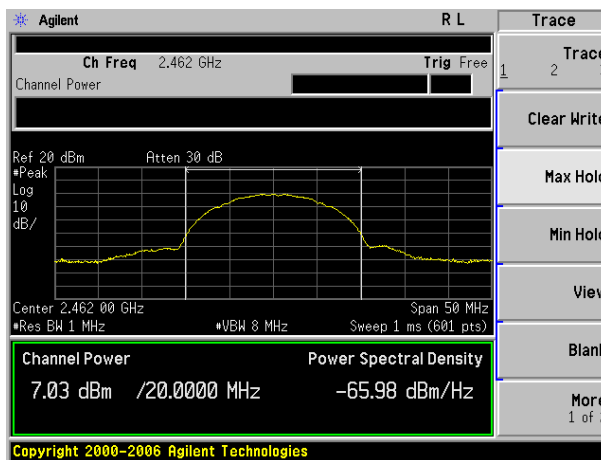 Agilent R L Trace
Ch Freq 2.462 GHz Trig Free
Channel Power
Trace
1 2
Clear Write
Max Hold
Min Hold
View
Blank
More
1 of
Ref 20 dBm Atten 30 dB
#Peak
Log
10
dB/
Center 2.462 00 GHz Span 50 MHz
#Res BW 1 MHz #VBW 8 MHz Sweep 1 ms (601 pts)
Channel Power Power Spectral Density
7.03 dBm /20.0000 MHz -65.98 dBm/Hz
Copyright 2000-2006 Agilent Technologies